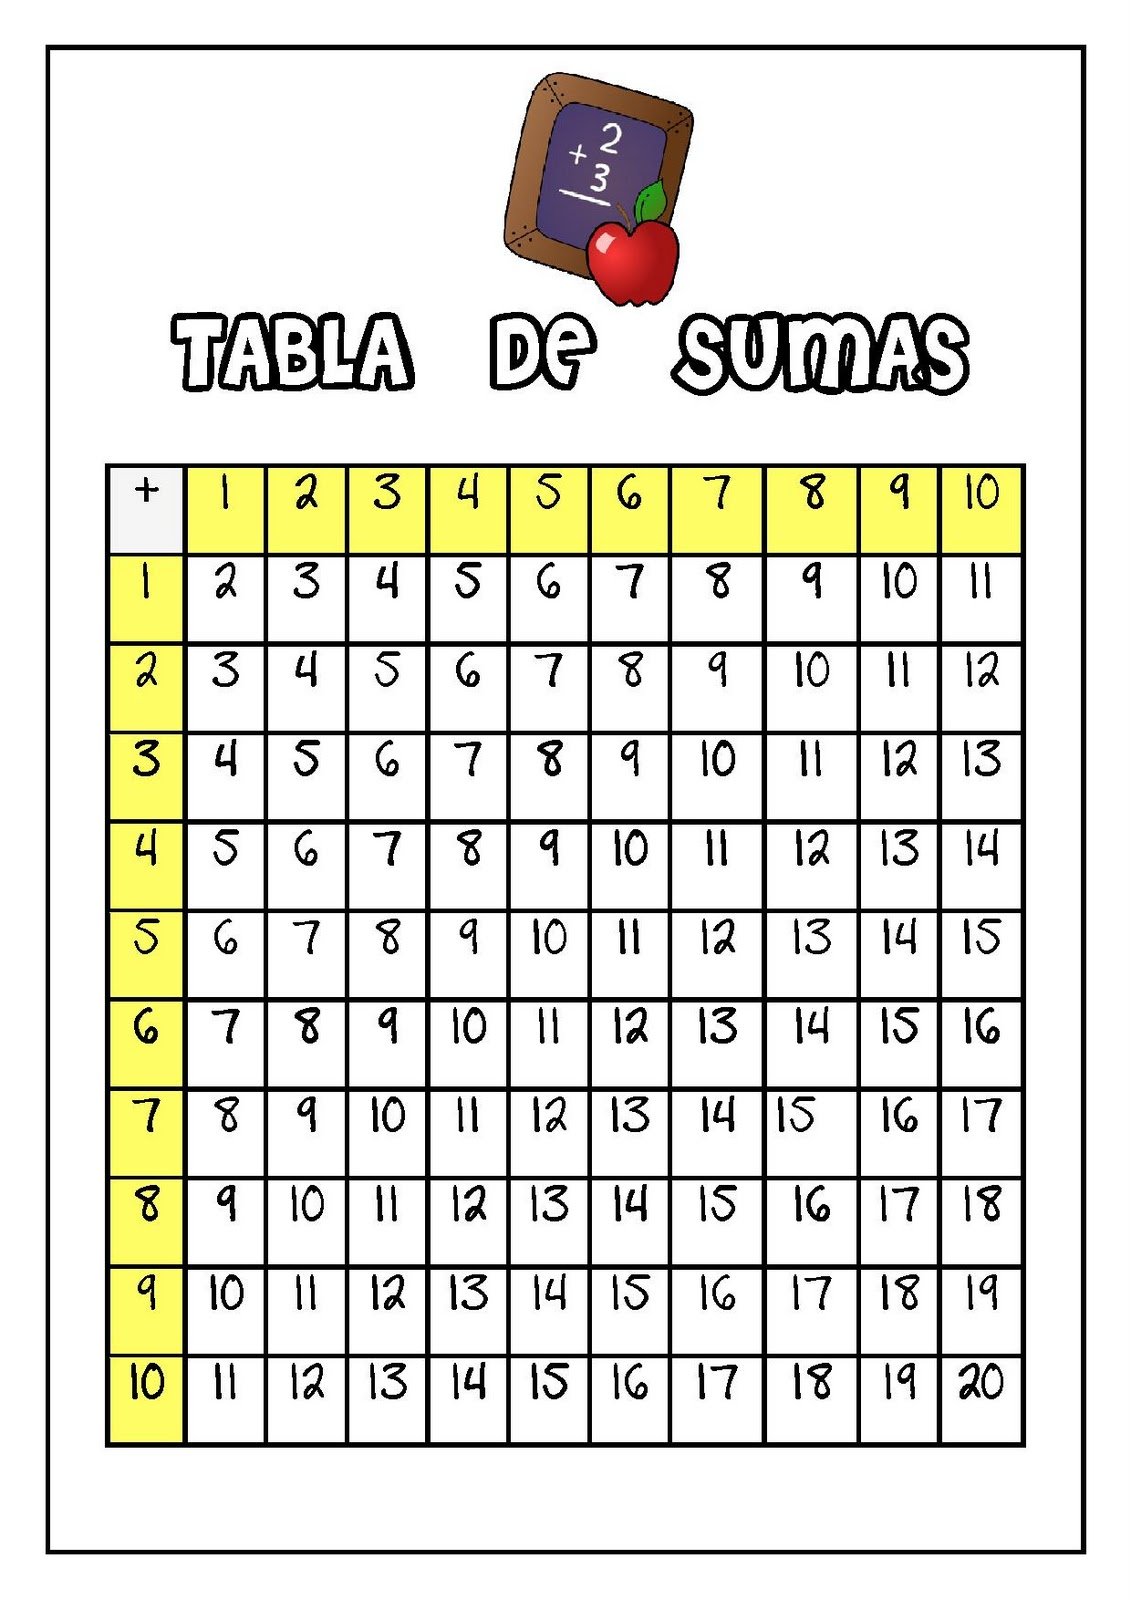 2
+
3
TABLA DE SUMAS
+ 1 2 3 4 5 6 7 8 9 10
1 2 3 4 5 6 7 8 9 10 11
2 3 4 5 6 7 8 9 10 11 12
3 4 5 6 7 8 9 10 11 12 13
4 5 6 7 8 9 10 11 12 13 14
5 6 7 8 9 10 11 12 13 14 15
6 7 8 9 10 11 12 13 14 15 16
7 8 9 10 11 12 13 14 15 16 17
8 9 10 11 12 13 14 15 16 17 18
9 10 11 12 13 14 15 16 17 18 19
10 11 12 13 14 15 16 17 18 19 20